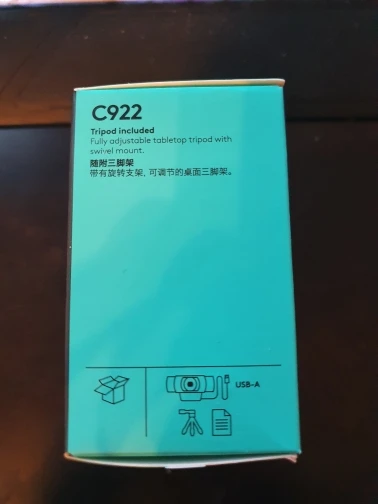 C922
Tripod included
Fully adjustable tabletop tripod with
swivel mount.
随附三脚架
带有旋转支架, 可调节的桌面三脚架。
USB-A